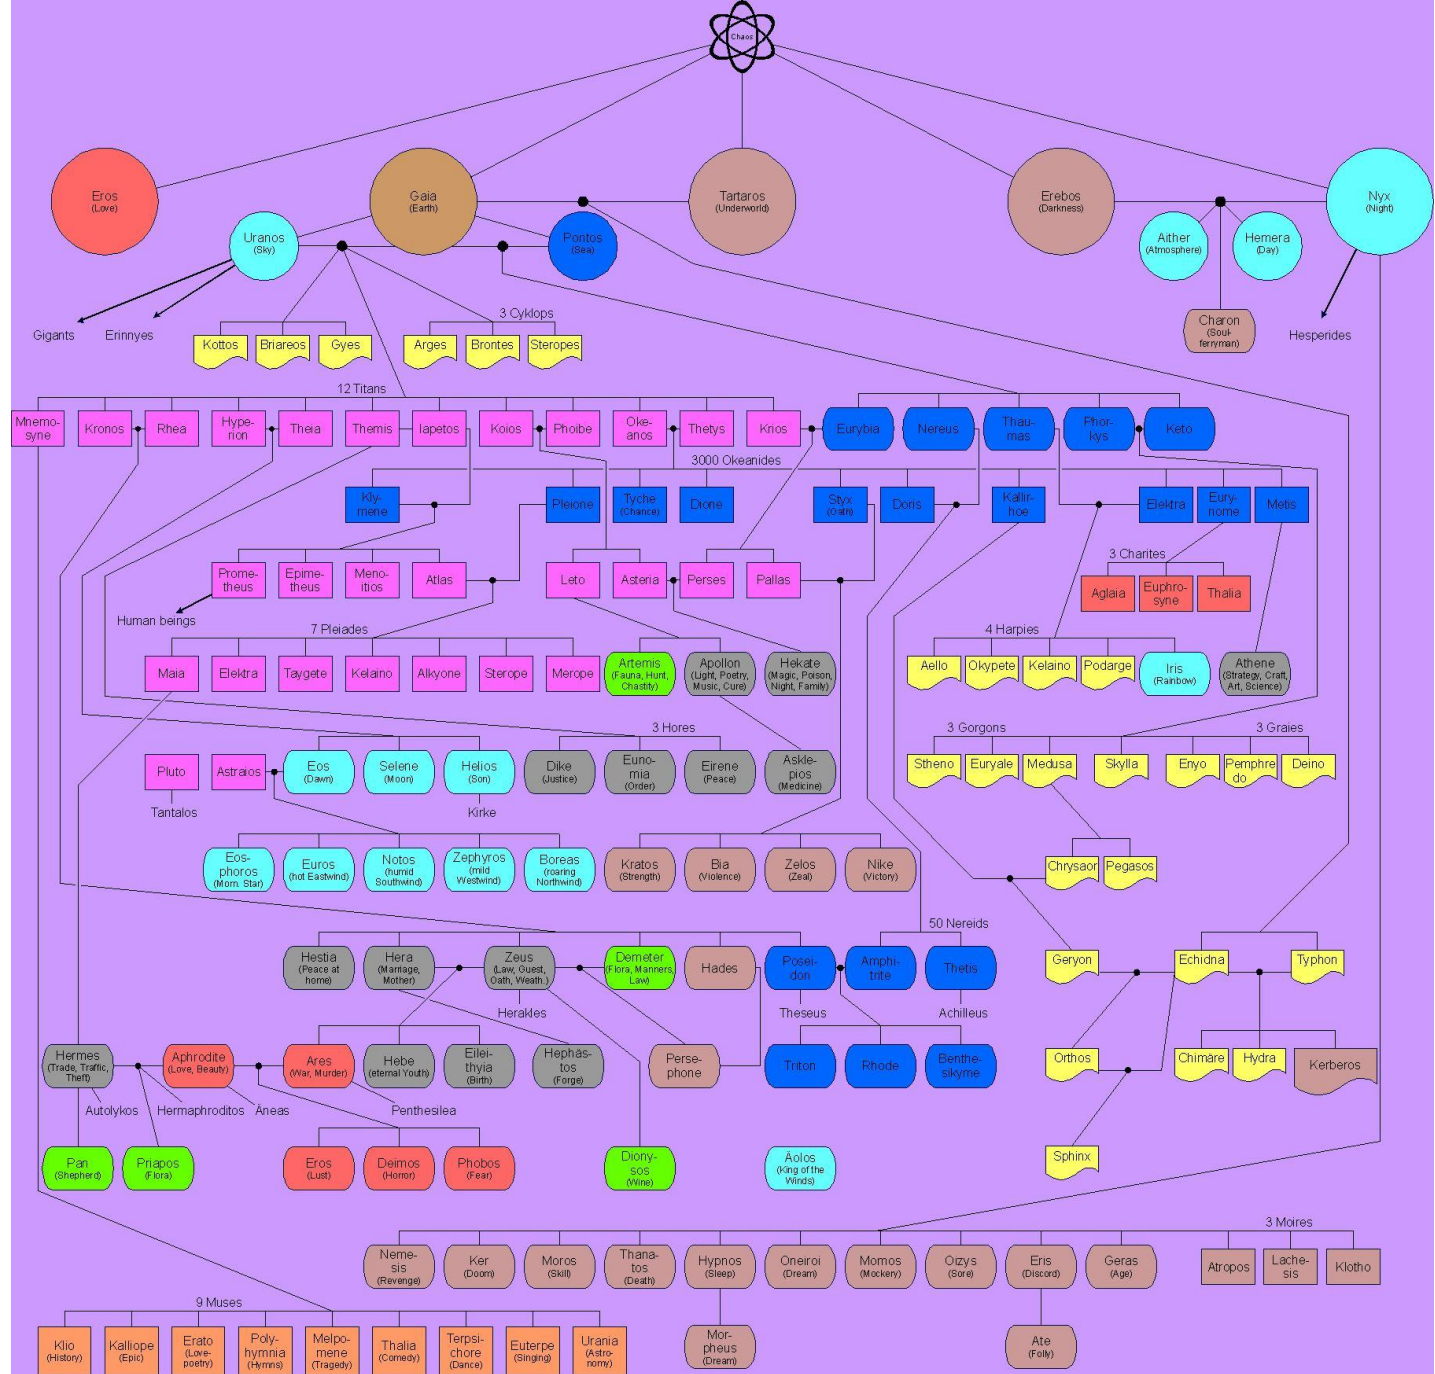 Chaos
Eros
(Love)
Gaia
(Earth)
Tartaros
(Underworld)
Erebos
(Darkness)
Nyx
(Night)
Uranos
(Sky)
Pontos
(Sea)
Aither
(Atmosphere)
Hemera
(Day)
Gigants
Erinnyes
3 Cyklops
Charon
(Soul-
ferryman)
Hesperides
Kottos
Briareos
Gyes
Arges
Brontes
Steropes
12 Titans
Mnemo-
syne
Kronos
Rhea
Hype-
rion
Theia
Themis
Iapetos
Koios
Phoibe
Oke-
anos
Thetys
Krios
Eurybia
Nereus
Thau-
mas
Phor-
kys
Keto
3000 Okeanides
Kly-
mene
Pleione
Tyche
(Chance)
Dione
Styx
(Oath)
Doris
Kallir-
hoe
Elektra
Eury-
nome
Metis
3 Charites
Prome-
theus
Epime-
theus
Meno-
itios
Atlas
Leto
Asteria
Perses
Pallas
Aglaia
Euphro-
syne
Thalia
Human beings
7 Pleiades
4 Harpies
Maia
Elektra
Taygete
Kelaino
Alkyone
Sterope
Merope
Artemis
(Fauna, Hunt,
Chastity)
Apollon
(Light, Poetry,
Music, Cure)
Hekate
(Magic, Poison,
Night, Family)
Aello
Okypete
Kelaino
Podarge
Iris
(Rainbow)
Athene
(Strategy, Craft,
Art, Science)
3 Hores
3 Gorgons
3 Graies
Pluto
Astraios
Eos
(Dawn)
Selene
(Moon)
Helios
(Son)
Dike
(Justice)
Euno-
mia
(Order)
Eirene
(Peace)
Askle-
pios
(Medicine)
Stheno
Euryale
Medusa
Skylla
Enyo
Pemphre
do
Deino
Tantalos
Kirke
Eos-
phoros
(Morn. Star)
Euros
(hot Eastwind)
Notos
(humid
Southwind)
Zephyros
(mild
Westwind)
Boreas
(roaring
Northwind)
Kratos
(Strength)
Bia
(Violence)
Zelos
(Zeal)
Nike
(Victory)
Chrysaor
Pegasos
50 Nereids
Hestia
(Peace at
home)
Hera
(Marriage,
Mother)
Zeus
(Law, Guest,
Oath, Weath.)
Demeter
(Flora, Manners,
Law)
Hades
Posei-
don
Amphi-
trite
Thetis
Geryon
Echidna
Typhon
Herakles
Theseus
Achilleus
Hermes
(Trade, Traffic,
Theft)
Aphrodite
(Love, Beauty)
Ares
(War, Murder)
Hebe
(eternal Youth)
Eilei-
thyia
(Birth)
Hephäs-
tos
(Forge)
Perse-
phone
Triton
Rhode
Benthe-
sikyme
Orthos
Chimäre
Hydra
Kerberos
Autolykos
Hermaphroditos
Äneas
Penthesilea
Pan
(Shepherd)
Priapos
(Flora)
Eros
(Lust)
Deimos
(Horror)
Phobos
(Fear)
Diony-
sos
(Wine)
Äolos
(King of the
Winds)
Sphinx
3 Moires
Neme-
sis
(Revenge)
Ker
(Doom)
Moros
(Skill)
Thana-
tos
(Death)
Hypnos
(Sleep)
Oneiroi
(Dream)
Momos
(Mockery)
Oizys
(Sore)
Eris
(Discord)
Geras
(Age)
Atropos
Lache-
sis
Klotho
9 Muses
Klio
(History)
Kalliope
(Epic)
Erato
(Love-
poetry)
Poly-
hymnia
(Hymns)
Melpo-
mene
(Tragedy)
Thalia
(Comedy)
Terpsi-
chore
(Dance)
Euterpe
(Singing)
Urania
(Astro-
nomy)
Mor-
pheus
(Dream)
Ate
(Folly)